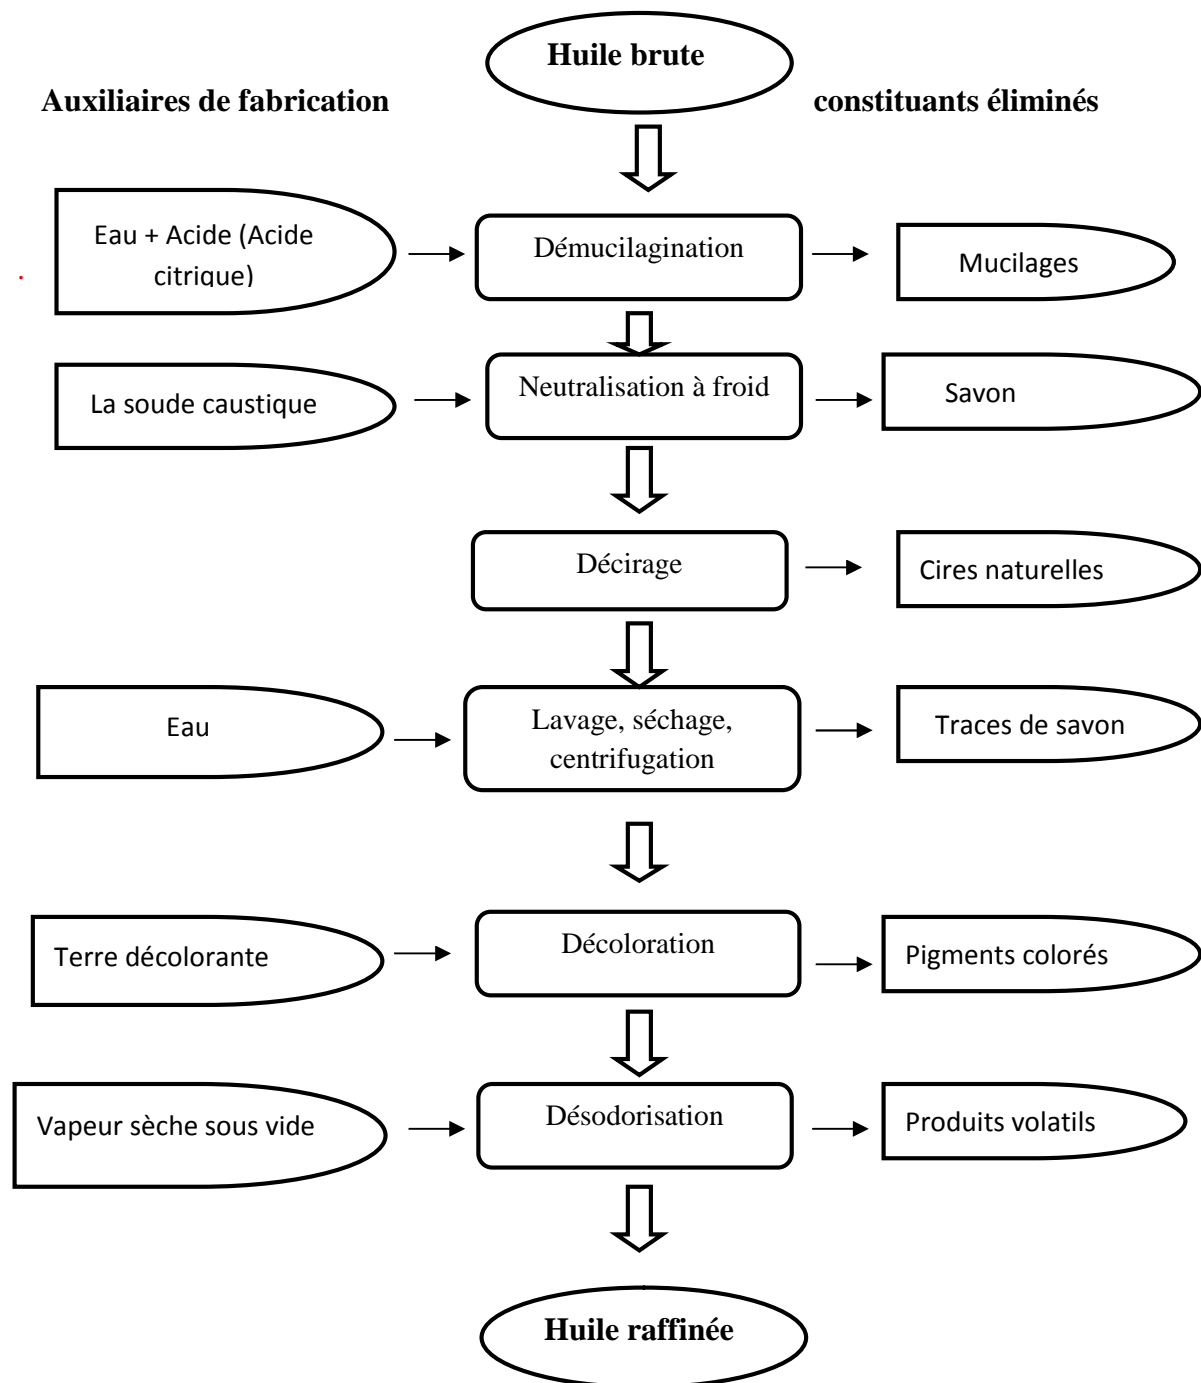 Huile brute
Auxiliaires de fabrication
constituants éliminés
Eau + Acide (Acide
citrique)
Démucilagination
Mucilages
La soude caustique
Neutralisation à froid
Savon
Décirage
Cires naturelles
Eau
Lavage, séchage,
centrifugation
Traces de savon
Terre décolorante
Décoloration
Pigments colorés
Vapeur sèche sous vide
Désodorisation
Produits volatils
Huile raffinée